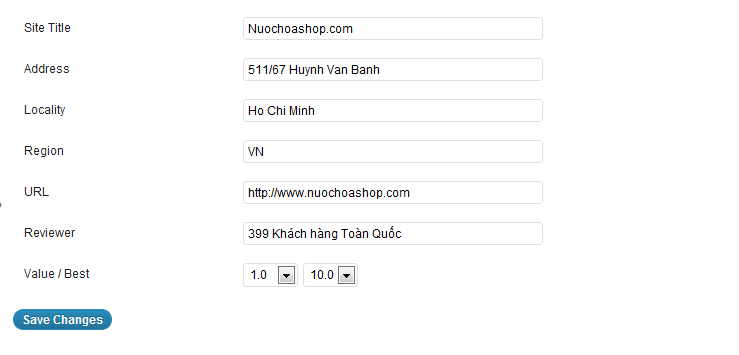 Site Title Nuochoashop.com
Address 511/67 Huynh Van Banh
Locality Ho Chi Minh
Region VN
URL http://www.nuochoashop.com
Reviewer 399 Khách hàng Toàn Quốc
Value / Best 1.0 10.0
Save Changes